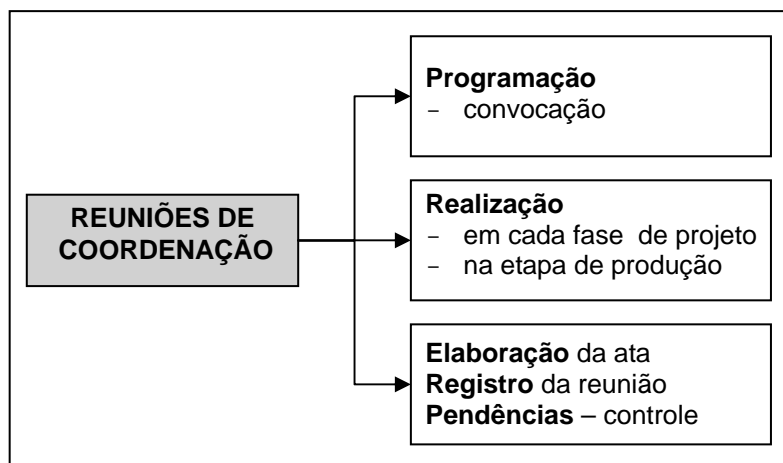 REUNIÕES DE
COORDENAÇÃO
Programação
- convocação
Realização
- em cada fase de projeto
- na etapa de produção
Elaboração da ata
Registro da reunião
Pendências – controle